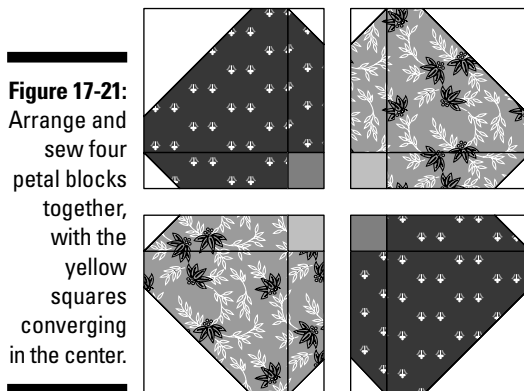 Figure 17-21:
Arrange and
sew four
petal blocks
together,
with the
yellow
squares
converging
in the center.